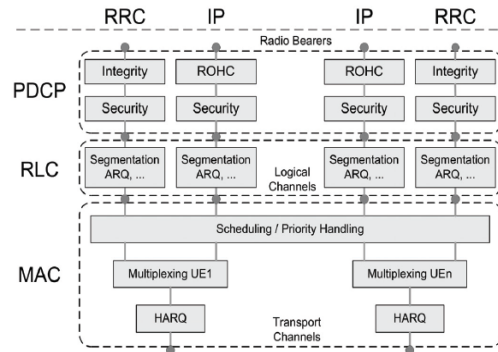 RRC IP IP RRC
Radio Bearers
PDCP
Integrity ROHC ROHC Integrity
Security Security Security Security
RLC
Segmentation Segmentation Segmentation Segmentation
ARQ, ... ARQ, ... ARQ, ... ARQ, ...
Logical
Channels
Scheduling / Priority Handling
MAC
Multiplexing UE1 Multiplexing UEn
HARQ HARQ
Transport
Channels